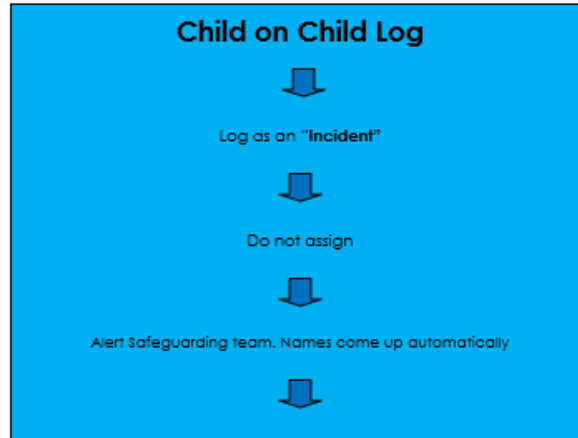 Child on Child Log
Log as an “Incident”
Do not assign
Alert Safeguarding team. Names come up automatically